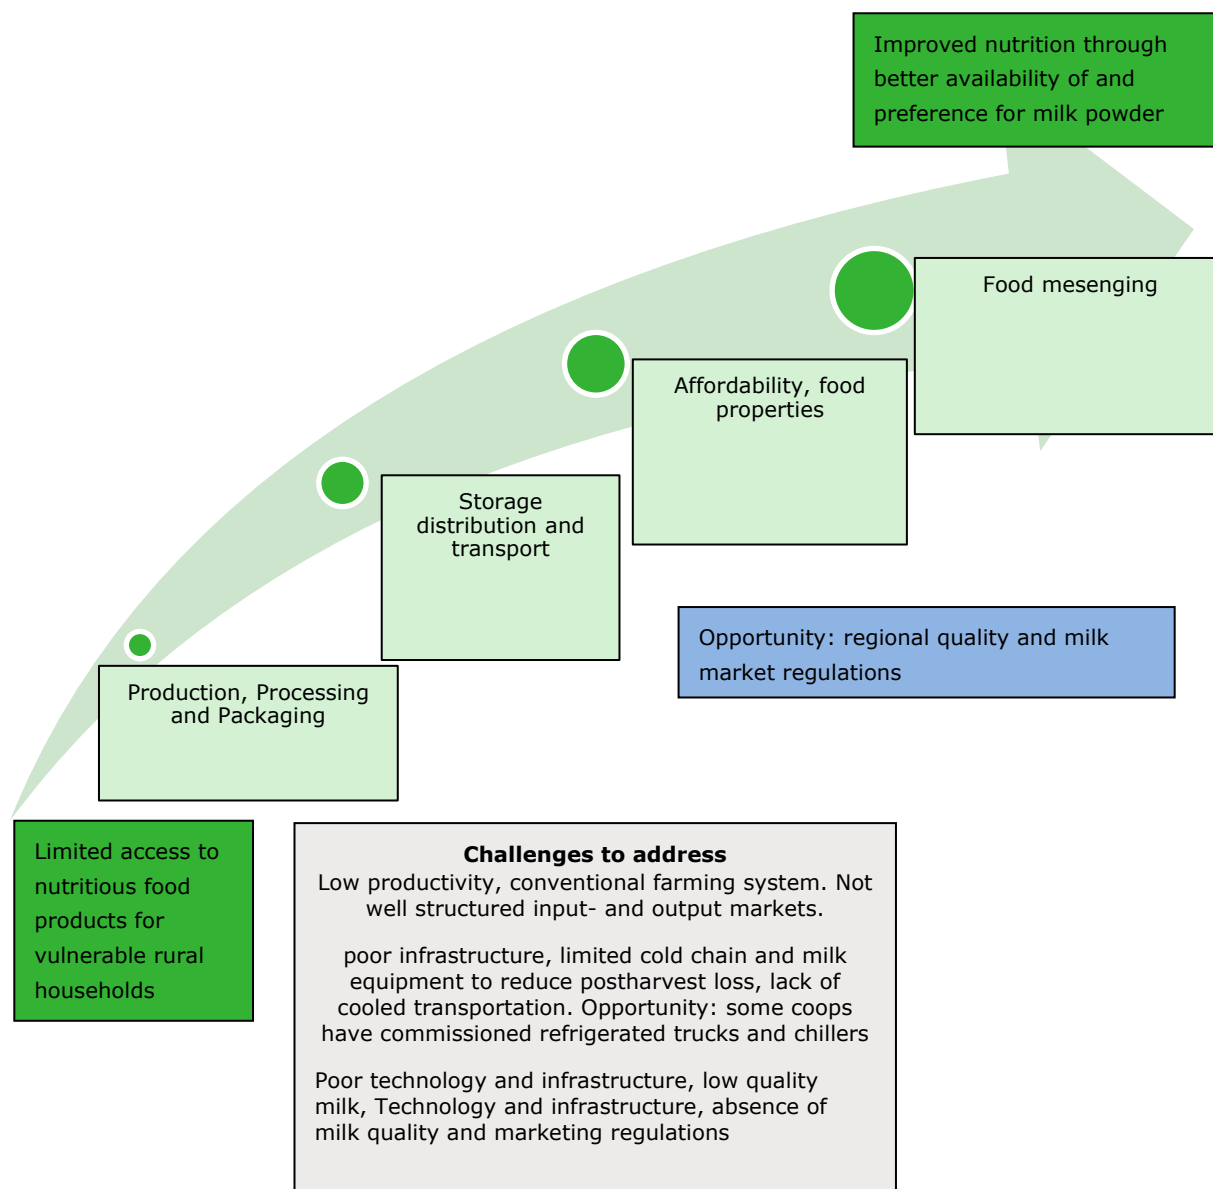 Improved nutrition through
better availability of and
preference for milk powder
Food mesenging
Affordability, food
properties
Storage
distribution and
transport
Opportunity: regional quality and milk
market regulations
Production, Processing
and Packaging
Limited access to
nutritious food
products for
vulnerable rural
households
Challenges to address
Low productivity, conventional farming system. Not
well structured input- and output markets.
poor infrastructure, limited cold chain and milk
equipment to reduce postharvest loss, lack of
cooled transportation. Opportunity: some coops
have commissioned refrigerated trucks and chillers
Poor technology and infrastructure, low quality
milk, Technology and infrastructure, absence of
milk quality and marketing regulations